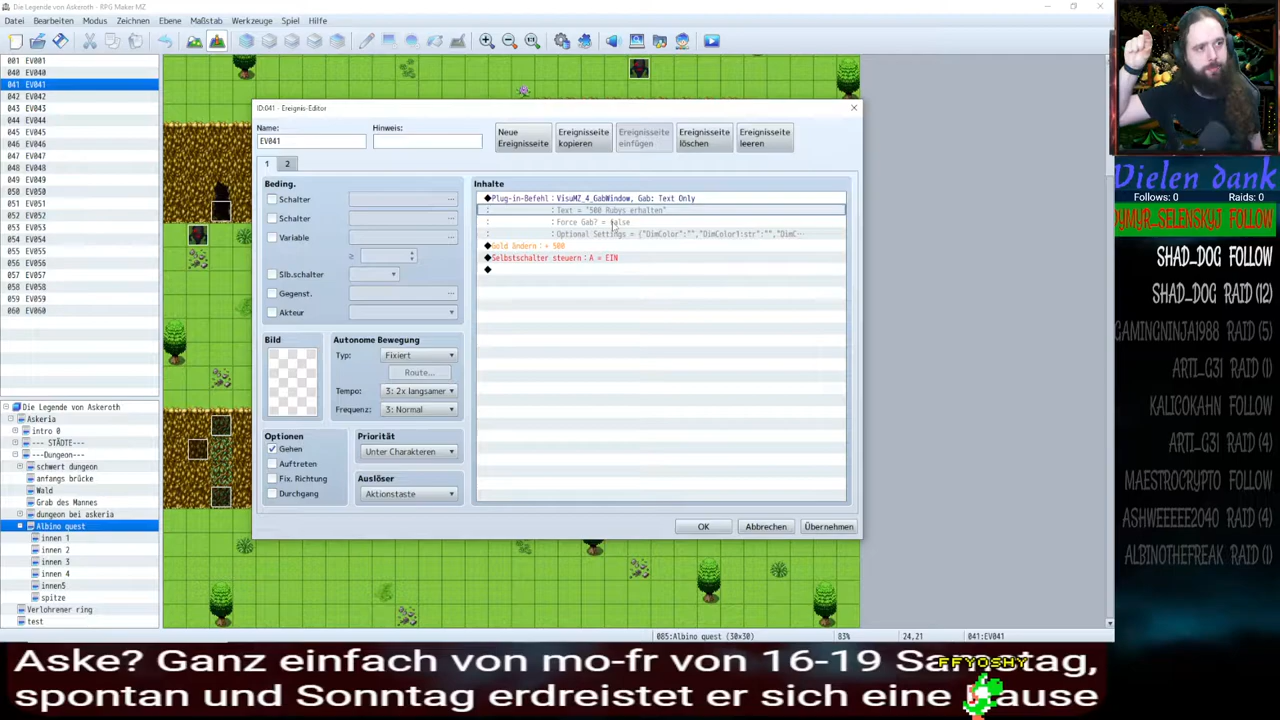 Die Legende von Askeroth - RPG Maker MZ
Datei Bearbeiten Modus Zeichnen Ebene Maßstab Werkzeuge Spiel Hilfe
001 EV001
040 EV040
041 EV041
042 EV042
043 EV043
044 EV044
045 EV045
046 EV046
047 EV047
048 EV048
049 EV049
050 EV050
051 EV051
052 EV052
053 EV053
054 EV054
055 EV055
056 EV056
057 EV057
058 EV058
059 EV059
060 EV060
Die Legende von Askeroth
Askeria
intro 0
--- STÄDTE---
---Dungeon---
schwert dungeon
anfangs brücke
Wald
Grab des Mannes
dungeon bei askeria
Albino quest
innen 1
innen 2
innen 3
innen 4
innen5
spitze
Verlohrener ring
test
ID:041 - Ereignis-Editor
Name:
EV041
Hinweis:
Neue Ereignisseite
Ereignisseite kopieren
Ereignisseite einfügen
Ereignisseite löschen
Ereignisseite leeren
1 2
Beding.
Schalter
Schalter
Variable
≥
Slb.schalter
Gegenst.
Akteur
Bild
Autonome Bewegung
Typ: Fixiert
Route...
Tempo: 3: 2x langsamer
Frequenz: 3: Normal
Optionen
Gehen
Auftreten
Fix. Richtung
Durchgang
Priorität
Unter Charakteren
Auslöser
Aktionstaste
Inhalte
◆Plug-in-Befehl：VisuMZ_4_GabWindow, Gab: Text Only
：：Text = "500 Rubys erhalten"
：：Force Gab? = false
：：Optional Settings = {"DimColor":"","DimColor1:str":"","DimC…
◆Gold ändern：+ 500
◆Selbstschalter steuern：A = EIN
◆
OK Abbrechen Übernehmen
085:Albino quest (30x30) 83% 24,21 041:EV041
Vielen dank
Follows: 0 Raids: 0
SHAD_DOG FOLLOW
SHAD_DOG RAID (12)
GAMINGNINJA1988 RAID (5)
ARTI_G31 RAID (1)
KALICOKAHN FOLLOW
ARTI_G31 RAID (4)
MAESTROCRYPTO FOLLOW
ASHWEEEEE2040 RAID (4)
ALBINOTHEFREAK RAID (1)
FFYOSHY
Aske? Ganz einfach von mo-fr von 16-19 Samstag,
spontan und Sonntag erdreistet er sich eine Pause